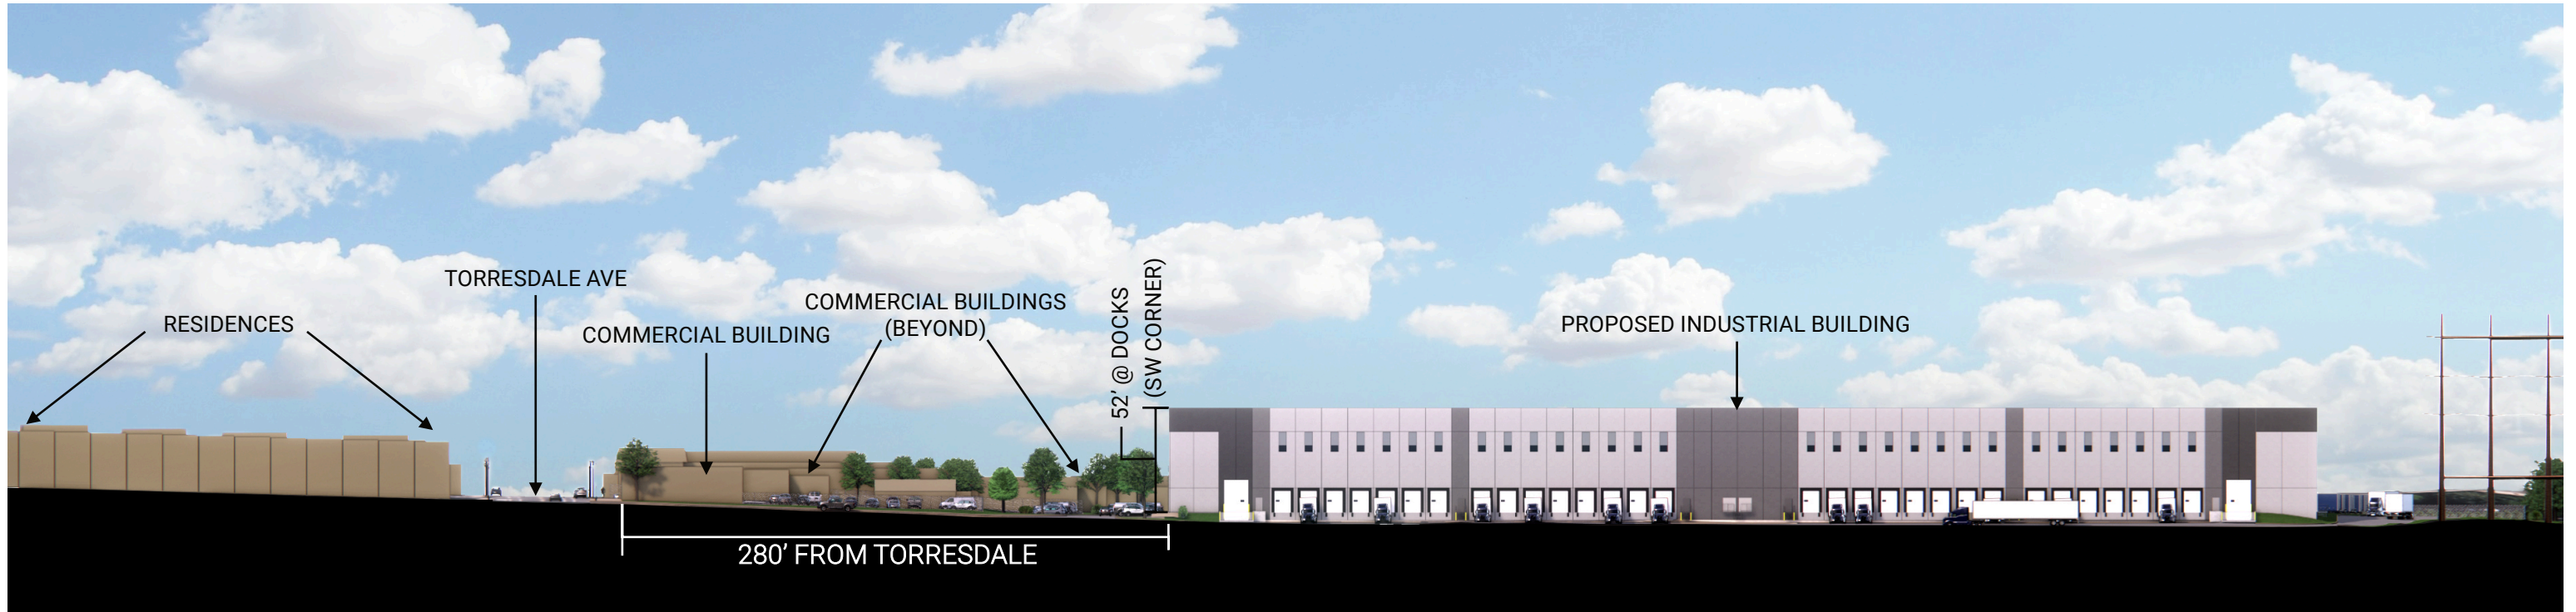 TORRESDALE AVE
RESIDENCES
COMMERCIAL BUILDING
COMMERCIAL BUILDINGS
(BEYOND)
52' @ DOCKS
(SW CORNER)
PROPOSED INDUSTRIAL BUILDING
280' FROM TORRESDALE